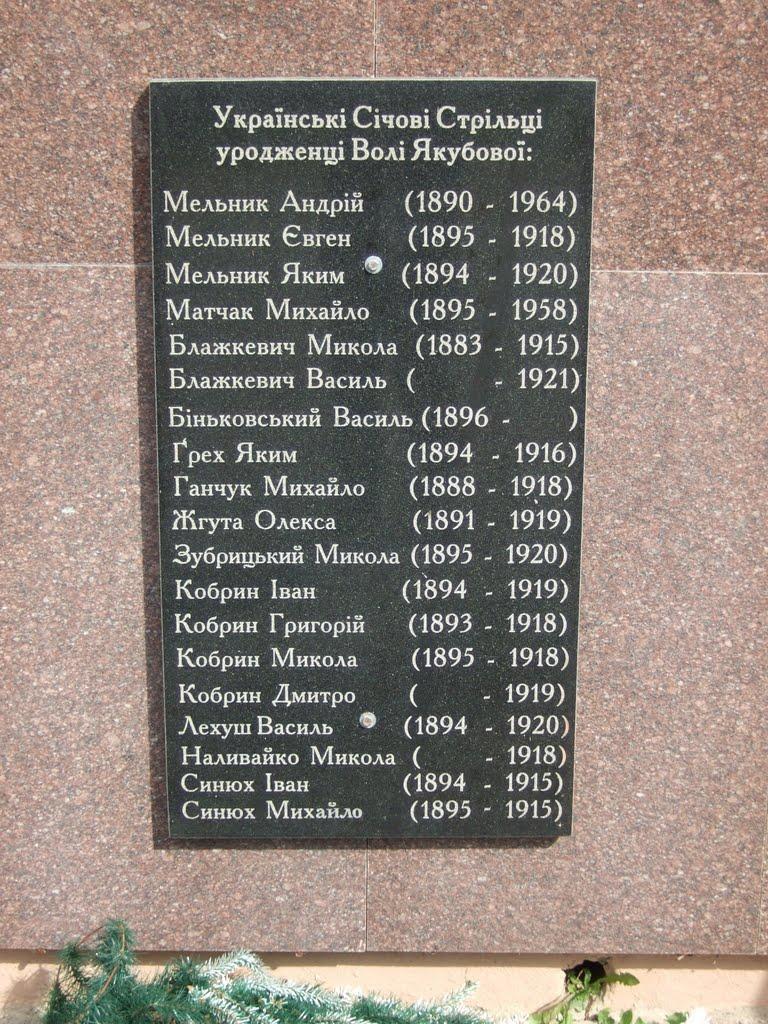 Українські Січові Стрільці
уродженці Волі Якубової:
Мельник Андрій (1890 - 1964)
Мельник Євген (1895 - 1918)
Мельник Яким (1894 - 1920)
Матчак Михайло (1895 - 1958)
Блажкевич Микола (1883 - 1915)
Блажкевич Василь ( - 1921)
Біньковський Василь (1896 - )
Ґрех Яким (1894 - 1916)
Ганчук Михайло (1888 - 1918)
Жгута Олекса (1891 - 1919)
Зубрицький Микола (1895 - 1920)
Кобрин Іван (1894 - 1919)
Кобрин Григорій (1893 - 1918)
Кобрин Микола (1895 - 1918)
Кобрин Дмитро ( - 1919)
Лехуш Василь (1894 - 1920)
Наливайко Микола ( - 1918)
Синюх Іван (1894 - 1915)
Синюх Михайло (1895 - 1915)